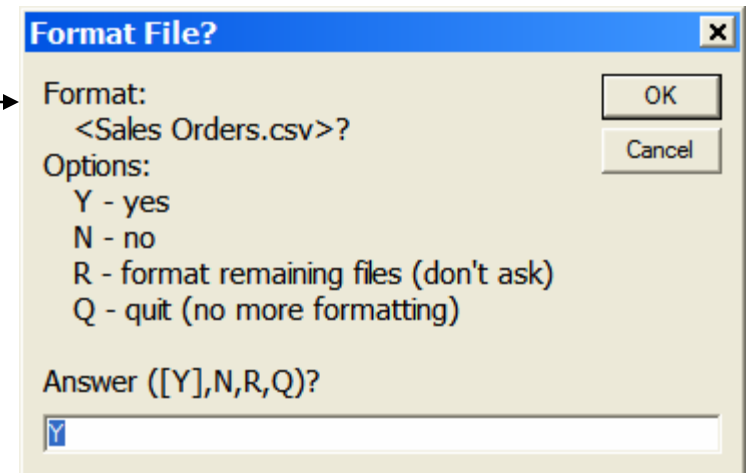 Format File?
Format:
OK
<Sales Orders.csv>?
Cancel
Options:
Y - yes
N - no
R - format remaining files (don't ask)
Q - quit (no more formatting)
Answer ([Y],N,R,Q)?
Y